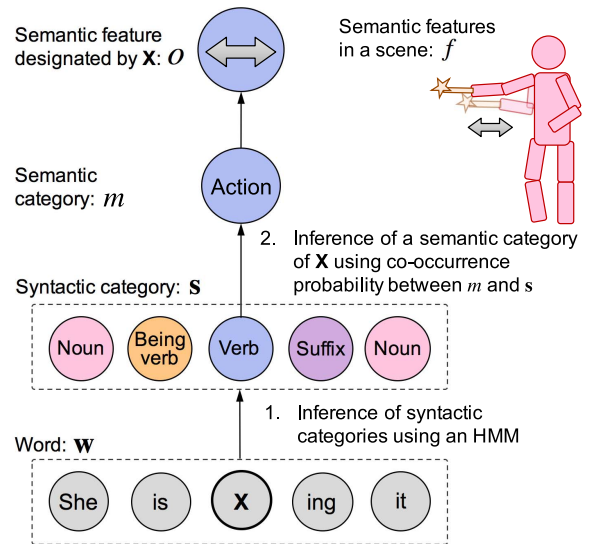 Semantic feature
designated by X: O
Semantic features
in a scene: f
Semantic
category: m
Action
2. Inference of a semantic category
of X using co-occurrence
probability between m and s
Syntactic category: s
Noun
Being
verb
Verb
Suffix
Noun
1. Inference of syntactic
categories using an HMM
Word: w
She
is
X
ing
it